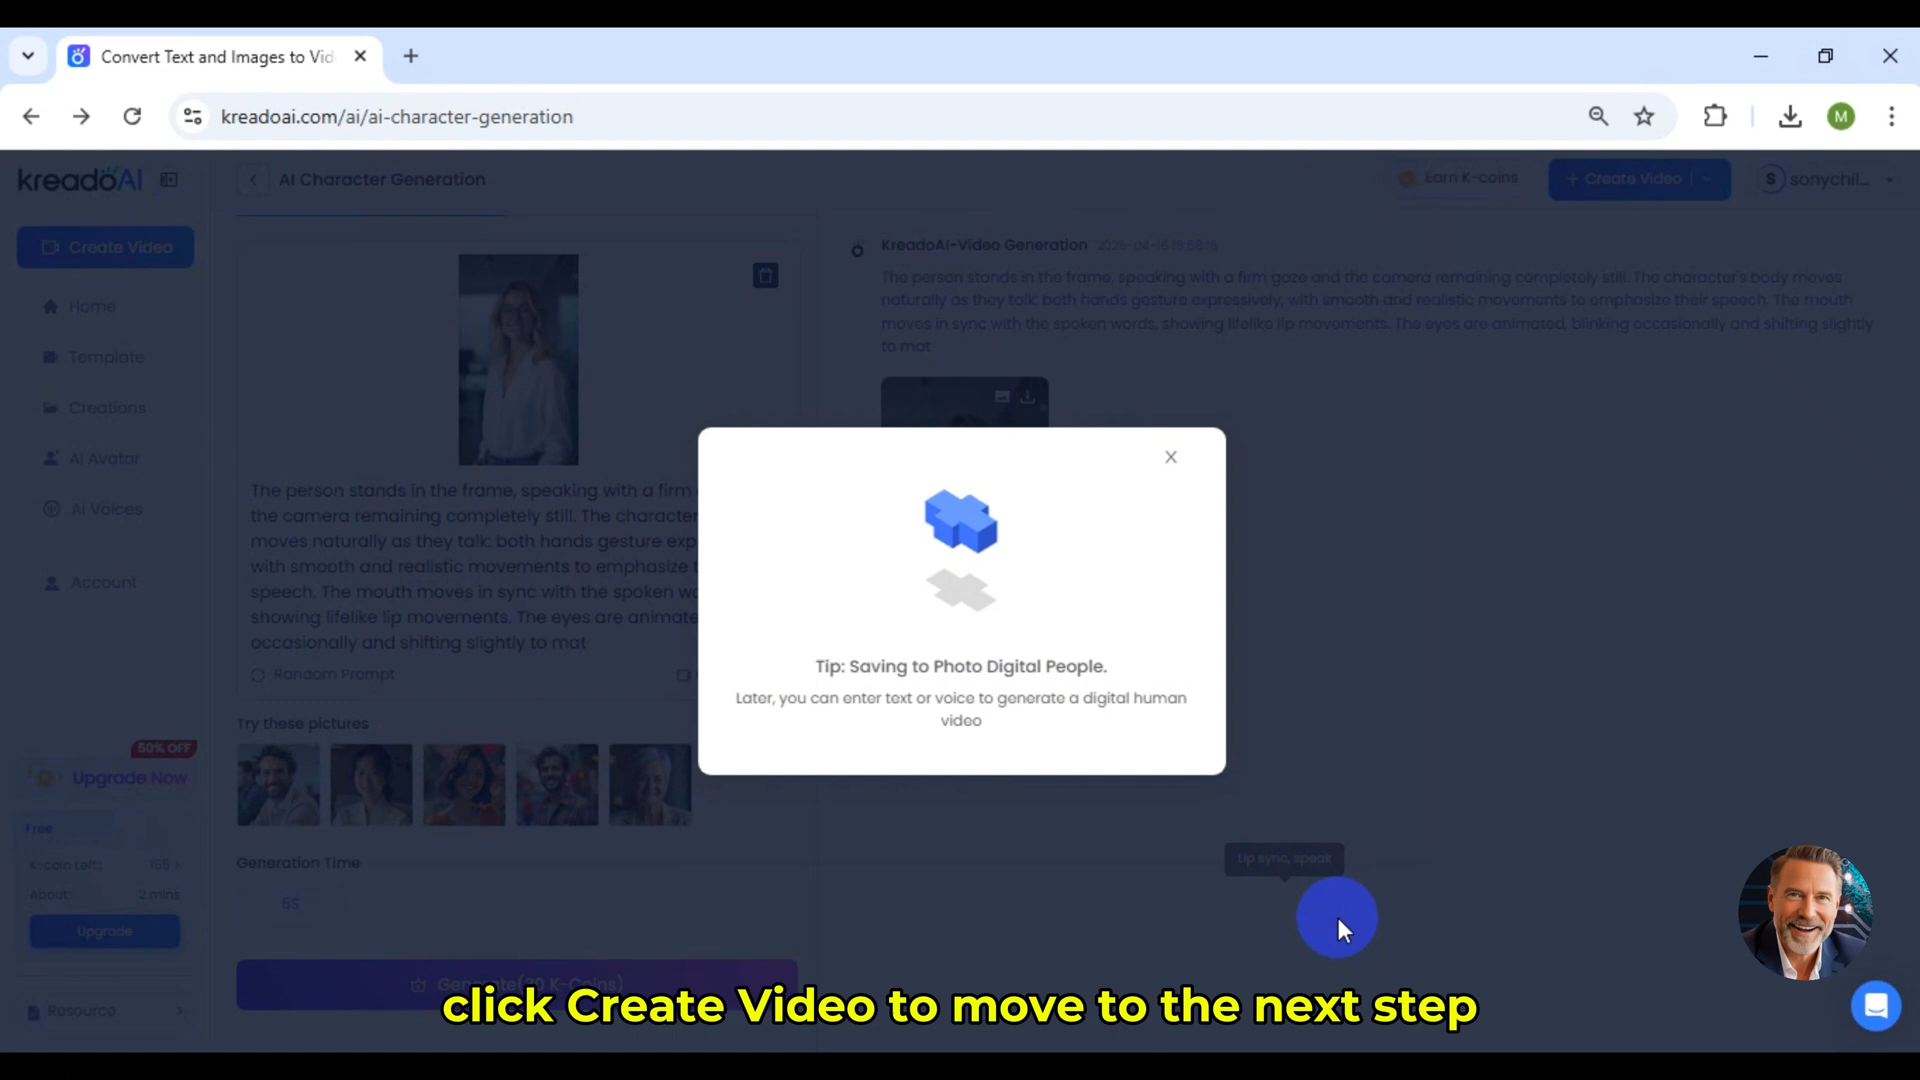 Convert Text and Images to Vid
kreadoai.com/ai/ai-character-generation
M
kreadoAI
AI Character Generation
Earn K-coins
+ Create Video
S sonychil...
Create Video
Home
Template
Creations
AI Avatar
AI Voices
Account
50% OFF
Upgrade Now
Free
K-coin Left: 166 >
About: 2 mins
Upgrade
Resource >
The person stands in the frame, speaking with a firm
the camera remaining completely still. The character
moves naturally as they talk: both hands gesture exp
with smooth and realistic movements to emphasize t
speech. The mouth moves in sync with the spoken wo
showing lifelike lip movements. The eyes are animate
occasionally and shifting slightly to mat
Random Prompt
Try these pictures
Generation Time
5S
Generate( K-Coins)
KreadoAI-Video Generation
The person stands in the frame, speaking with a firm gaze and the camera remaining completely still. The character's body moves
naturally as they talk: both hands gesture expressively, with smooth and realistic movements to emphasize their speech. The mouth
moves in sync with the spoken words, showing lifelike lip movements. The eyes are animated, blinking occasionally and shifting slightly
to mat
Tip: Saving to Photo Digital People.
Later, you can enter text or voice to generate a digital human
video
Lip sync, speak
click Create Video to move to the next step